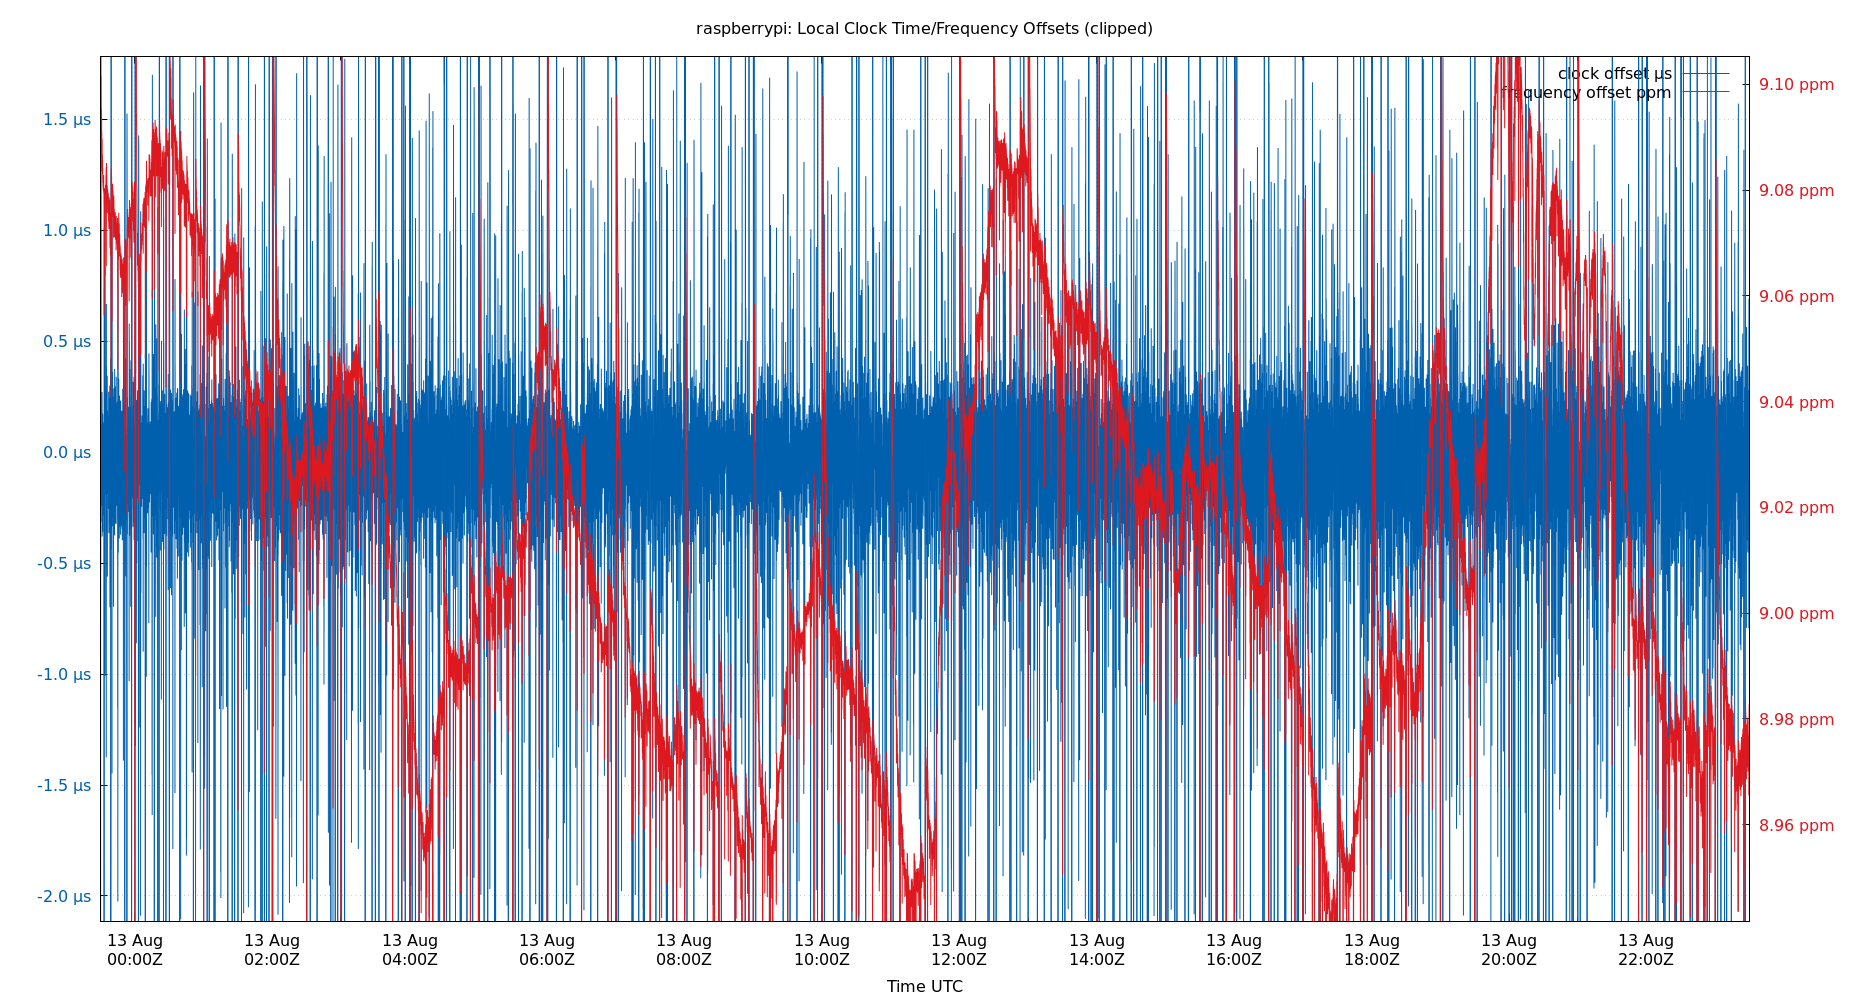 raspberrypi: Local Clock Time/Frequency Offsets (clipped)
clock offset µs
frequency offset ppm
1.5 µs
1.0 µs
0.5 µs
0.0 µs
-0.5 µs
-1.0 µs
-1.5 µs
-2.0 µs
9.10 ppm
9.08 ppm
9.06 ppm
9.04 ppm
9.02 ppm
9.00 ppm
8.98 ppm
8.96 ppm
13 Aug
00:00Z
13 Aug
02:00Z
13 Aug
04:00Z
13 Aug
06:00Z
13 Aug
08:00Z
13 Aug
10:00Z
13 Aug
12:00Z
13 Aug
14:00Z
13 Aug
16:00Z
13 Aug
18:00Z
13 Aug
20:00Z
13 Aug
22:00Z
Time UTC